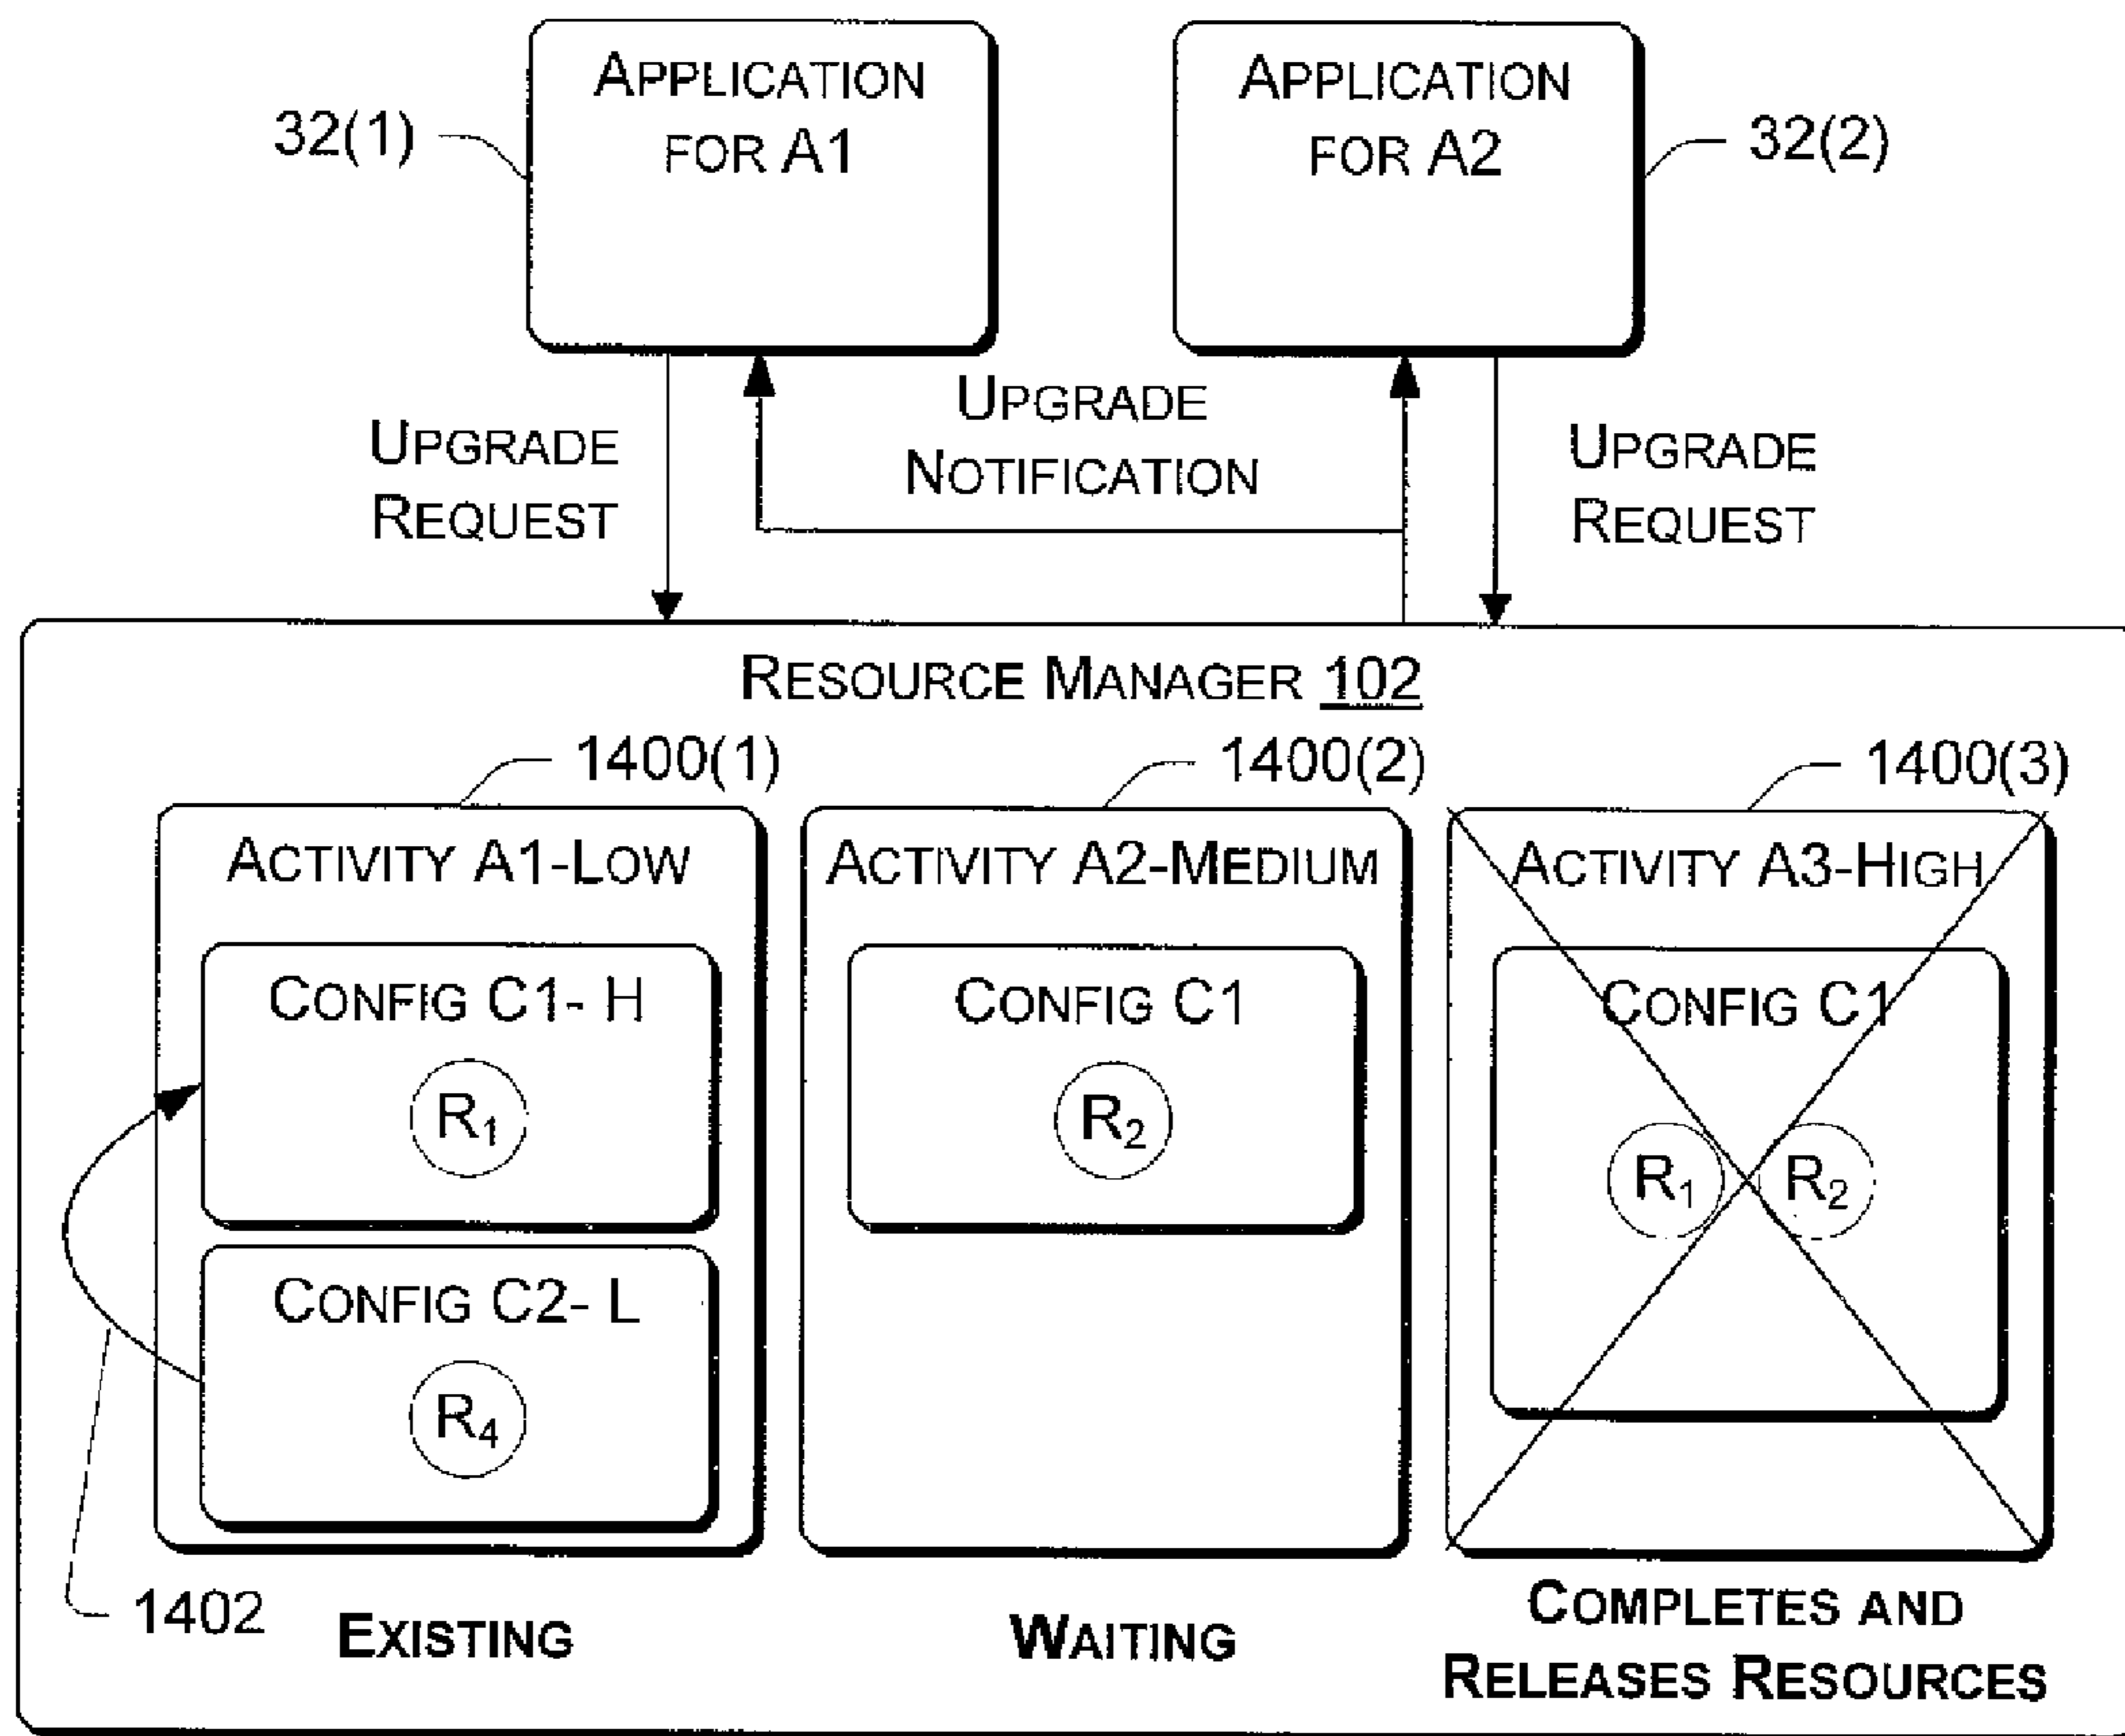 APPLICATION
FOR A1
32(1)
APPLICATION
FOR A2
32(2)
UPGRADE
REQUEST
UPGRADE
NOTIFICATION
UPGRADE
REQUEST
RESOURCE MANAGER 102
1400(1)
ACTIVITY A1-LOW
CONFIG C1- H
R1
CONFIG C2- L
R4
1402
EXISTING
1400(2)
ACTIVITY A2-MEDIUM
CONFIG C1
R2
WAITING
1400(3)
ACTIVITY A3-HIGH
CONFIG C1
R1 R2
COMPLETES AND
RELEASES RESOURCES